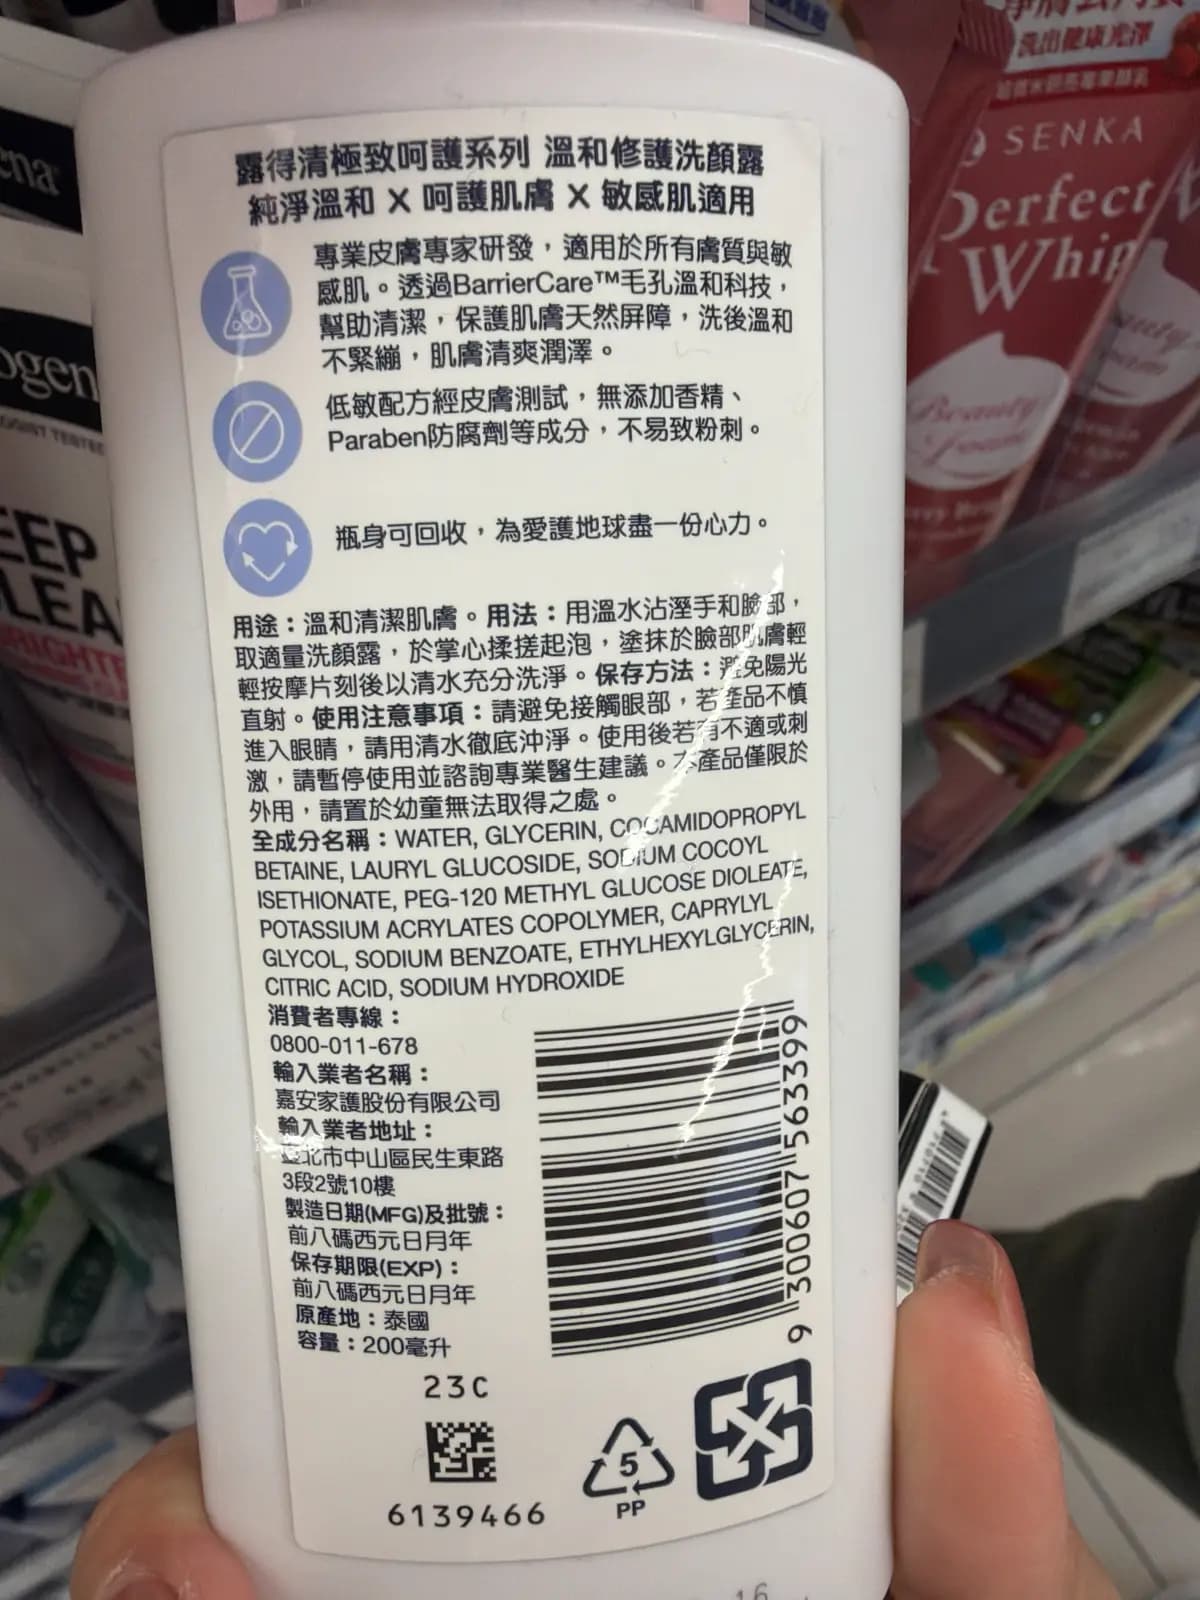 露得清極致呵護系列 溫和修護洗顏露
純淨溫和 X 呵護肌膚 X 敏感肌適用
專業皮膚專家研發，適用於所有膚質與敏
感肌。透過BarrierCare™毛孔溫和科技，
幫助清潔，保護肌膚天然屏障，洗後溫和
不緊繃，肌膚清爽潤澤。
低敏配方經皮膚測試，無添加香精、
Paraben防腐劑等成分，不易致粉刺。
瓶身可回收，為愛護地球盡一份心力。
用途：溫和清潔肌膚。用法：用溫水沾溼手和臉部，
取適量洗顏露，於掌心揉搓起泡，塗抹於臉部肌膚輕
輕按摩片刻後以清水充分洗淨。保存方法：避免陽光
直射。使用注意事項：請避免接觸眼部，若產品不慎
進入眼睛，請用清水徹底沖淨。使用後若有不適或刺
激，請暫停使用並諮詢專業醫生建議。本產品僅限於
外用，請置於幼童無法取得之處。
全成分名稱：WATER, GLYCERIN, COCAMIDOPROPYL
BETAINE, LAURYL GLUCOSIDE, SODIUM COCOYL
ISETHIONATE, PEG-120 METHYL GLUCOSE DIOLEATE,
POTASSIUM ACRYLATES COPOLYMER, CAPRYLYL
GLYCOL, SODIUM BENZOATE, ETHYLHEXYLGLYCERIN,
CITRIC ACID, SODIUM HYDROXIDE
消費者專線：
0800-011-678
輸入業者名稱：
嘉安家護股份有限公司
輸入業者地址：
臺北市中山區民生東路
3段2號10樓
製造日期(MFG)及批號：
前八碼西元日月年
保存期限(EXP)：
前八碼西元日月年
原產地：泰國
容量：200毫升
9 300607 563399
23C
6139466
5
PP
16
SENKA
Perfect
Whip
Beauty
Foam
洗出健康光澤
ena
ogen
EEP
LEA